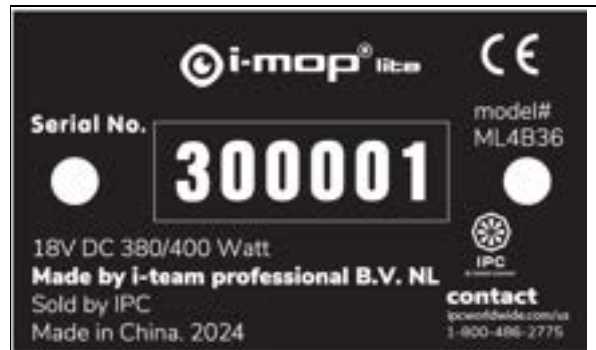 i-mop® lite
CE
Serial No.
300001
model#
ML4B36
18V DC 380/400 Watt
Made by i-team professional B.V. NL
Sold by IPC
Made in China, 2024
IPC
contact
ipcworldwide.com/us
1-800-486-2775